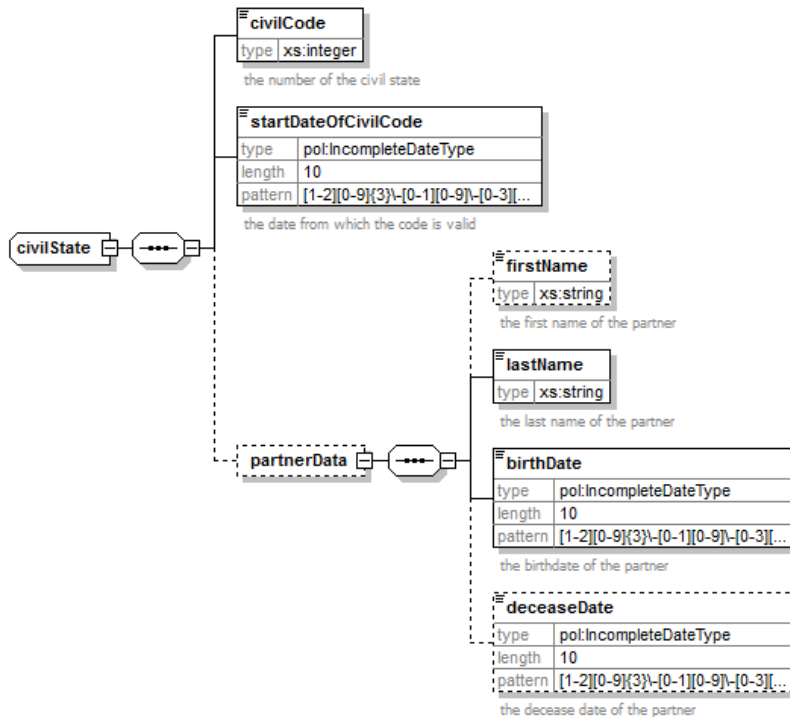 civilState
civilCode
type xs:integer
the number of the civil state
startDateOfCivilCode
type pol:IncompleteDateType
length 10
pattern [1-2][0-9]{3}\-[0-1][0-9]\-[0-3][...
the date from which the code is valid
partnerData
firstName
type xs:string
the first name of the partner
lastName
type xs:string
the last name of the partner
birthDate
type pol:IncompleteDateType
length 10
pattern [1-2][0-9]{3}\-[0-1][0-9]\-[0-3][...
the birthdate of the partner
deceaseDate
type pol:IncompleteDateType
length 10
pattern [1-2][0-9]{3}\-[0-1][0-9]\-[0-3][...
the decease date of the partner